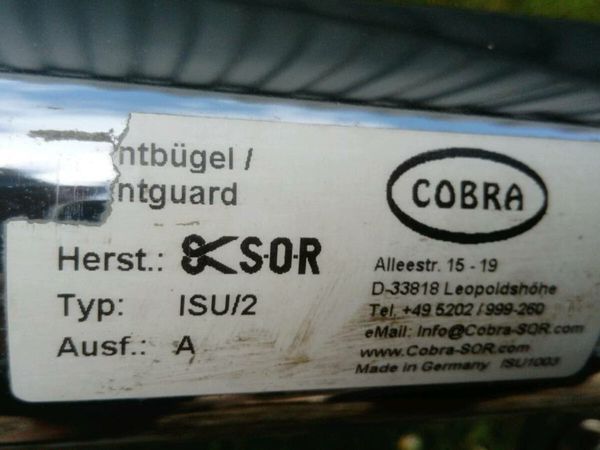 ntbügel /
ntguard
Herst.: S·O·R
Typ: ISU/2
Ausf.: A
COBRA
Alleestr. 15 - 19
D-33818 Leopoldshöhe
Tel. +49 5202 / 999-260
eMail: Info@Cobra-SOR.com
www.Cobra-SOR.com
Made in Germany ISU1003